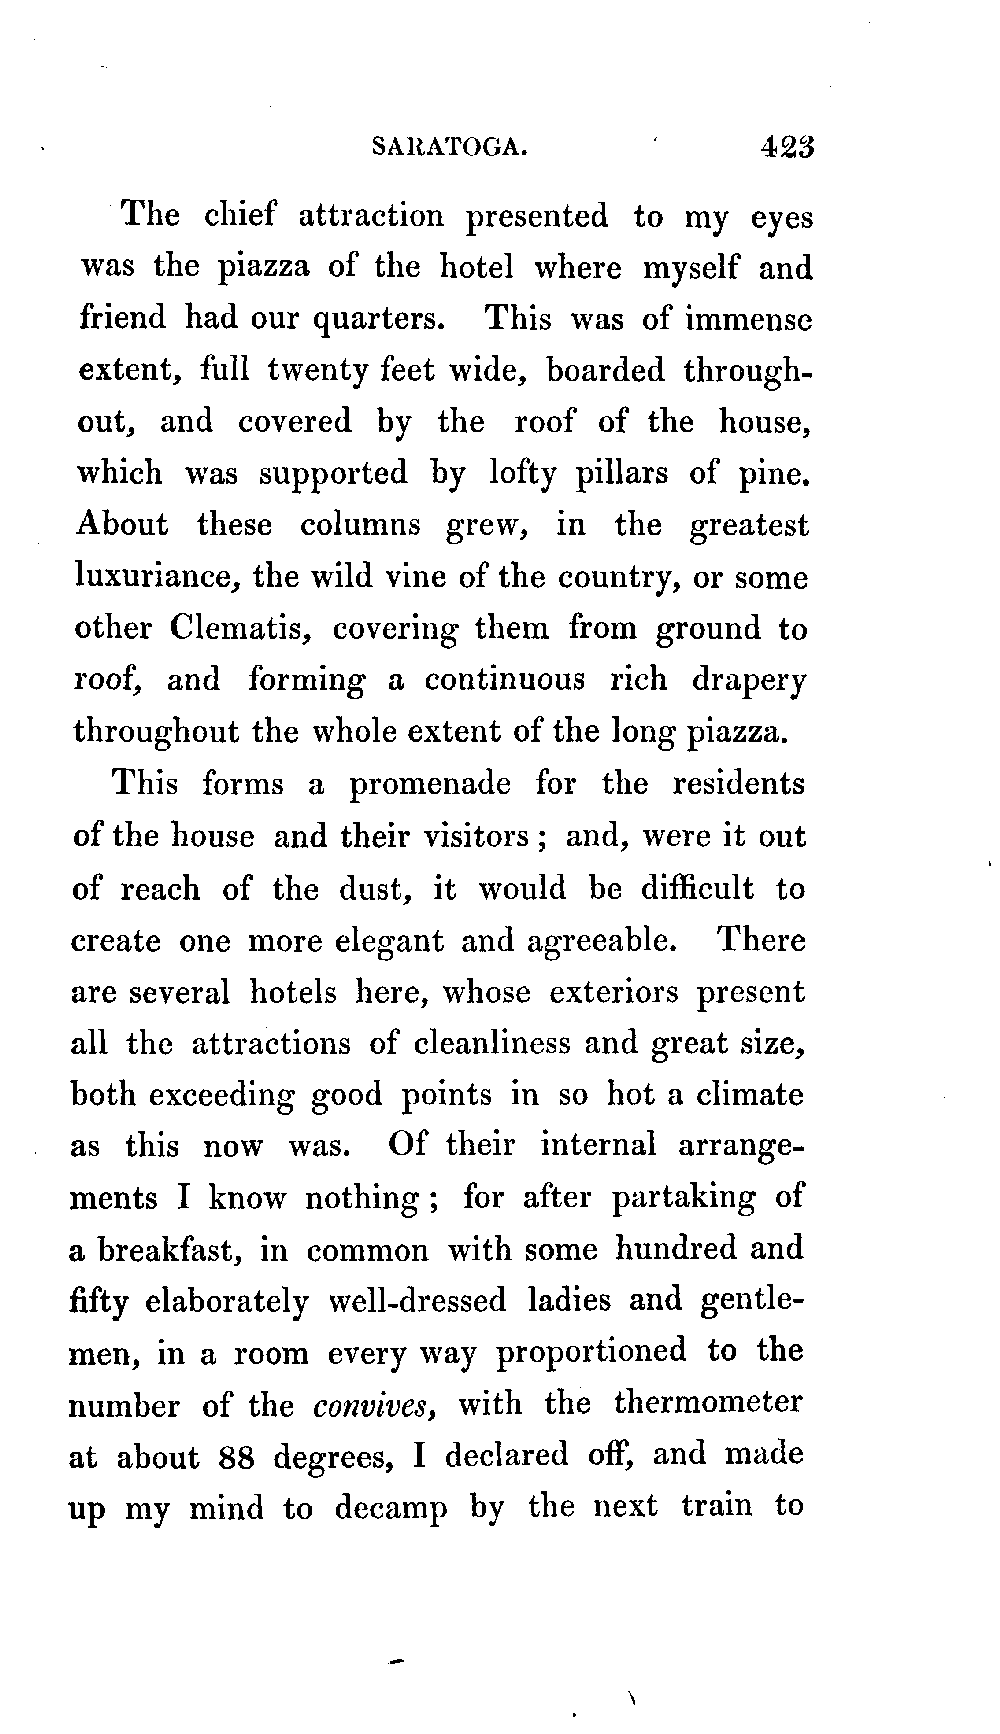 SARATOGA. 423
The chief attraction presented to my eyes
was the piazza of the hotel where myself and
friend had our quarters. This was of immense
extent, full twenty feet wide, boarded through-
out, and covered by the roof of the house,
which was supported by lofty pillars of pine.
About these columns grew, in the greatest
luxuriance, the wild vine of the country, or some
other Clematis, covering them from ground to
roof, and forming a continuous rich drapery
throughout the whole extent of the long piazza.
This forms a promenade for the residents
of the house and their visitors ; and, were it out
of reach of the dust, it would be difficult to
create one more elegant and agreeable. There
are several hotels here, whose exteriors present
all the attractions of cleanliness and great size,
both exceeding good points in so hot a climate
as this now was. Of their internal arrange-
ments I know nothing ; for after partaking of
a breakfast, in common with some hundred and
fifty elaborately well-dressed ladies and gentle-
men, in a room every way proportioned to the
number of the convives, with the thermometer
at about 88 degrees, I declared off, and made
up my mind to decamp by the next train to